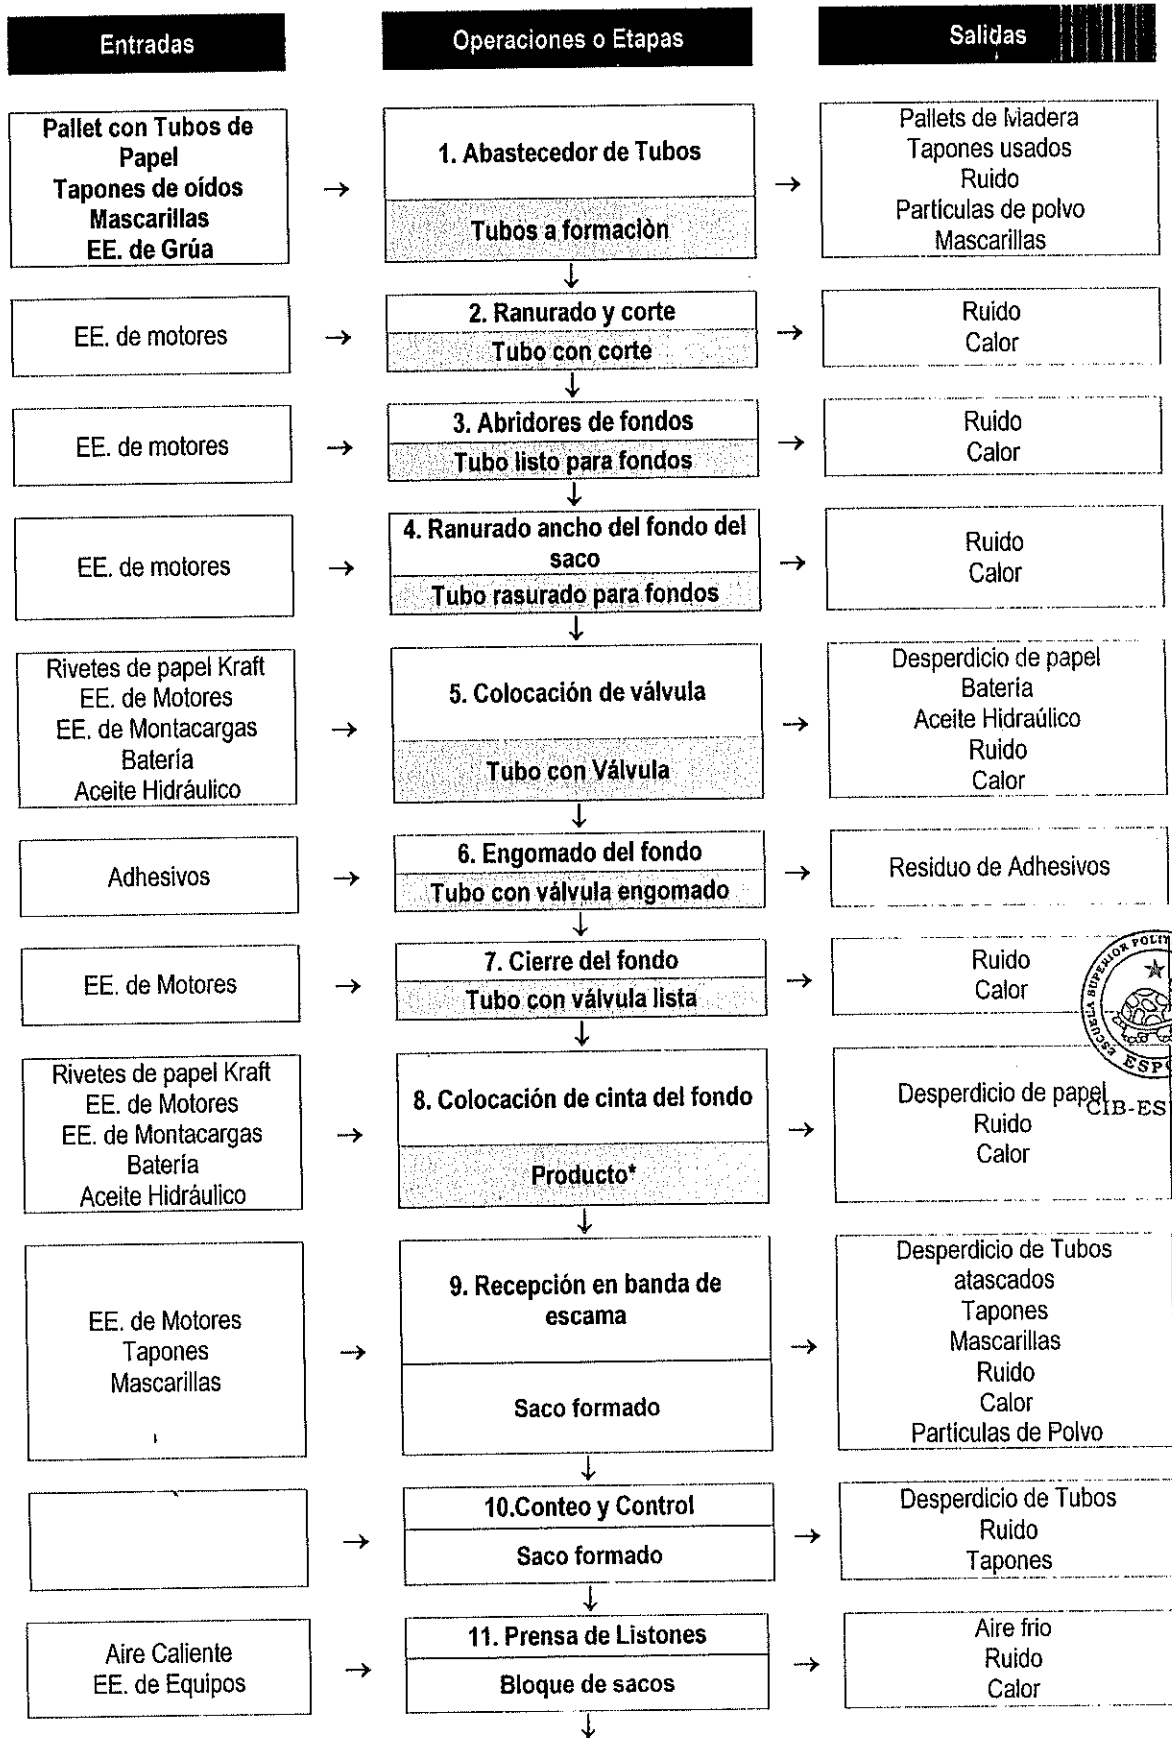 Entradas
Operaciones o Etapas
Salidas
Pallet con Tubos de
Papel
Tapones de oídos
Mascarillas
EE. de Grúa
→
1. Abastecedor de Tubos
Tubos a formaciòn
→
Pallets de Madera
Tapones usados
Ruido
Partículas de polvo
Mascarillas
↓
EE. de motores
→
2. Ranurado y corte
Tubo con corte
→
Ruido
Calor
↓
EE. de motores
→
3. Abridores de fondos
Tubo listo para fondos
→
Ruido
Calor
↓
EE. de motores
→
4. Ranurado ancho del fondo del
saco
Tubo rasurado para fondos
→
Ruido
Calor
↓
Rivetes de papel Kraft
EE. de Motores
EE. de Montacargas
Batería
Aceite Hidráulico
→
5. Colocación de válvula
Tubo con Válvula
→
Desperdicio de papel
Batería
Aceite Hidraúlico
Ruido
Calor
↓
Adhesivos
→
6. Engomado del fondo
Tubo con válvula engomado
→
Residuo de Adhesivos
↓
EE. de Motores
→
7. Cierre del fondo
Tubo con válvula lista
→
Ruido
Calor
↓
ESCUELA SUPERIOR POLIT
ESPO
CIB-ES
Rivetes de papel Kraft
EE. de Motores
EE. de Montacargas
Batería
Aceite Hidráulico
→
8. Colocación de cinta del fondo
Producto*
→
Desperdicio de papel
Ruido
Calor
↓
EE. de Motores
Tapones
Mascarillas
→
9. Recepción en banda de
escama
Saco formado
→
Desperdicio de Tubos
atascados
Tapones
Mascarillas
Ruido
Calor
Partículas de Polvo
↓
→
10.Conteo y Control
Saco formado
→
Desperdicio de Tubos
Ruido
Tapones
↓
Aire Caliente
EE. de Equipos
→
11. Prensa de Listones
Bloque de sacos
→
Aire frio
Ruido
Calor
↓